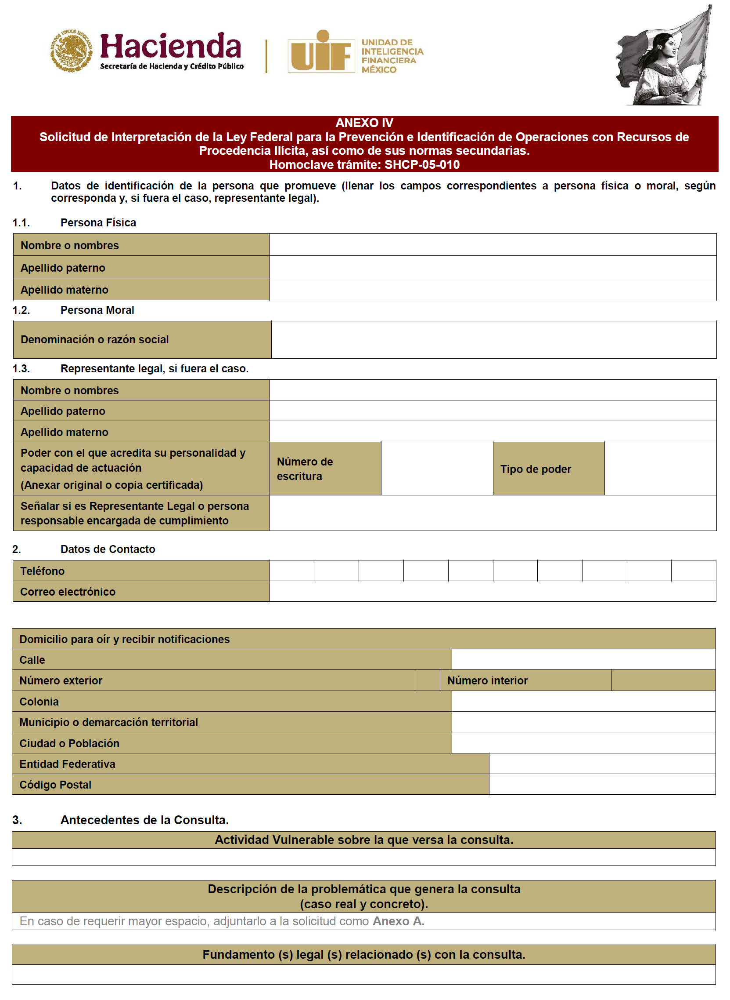 ESTADOS UNIDOS MEXICANOS
Hacienda
Secretaría de Hacienda y Crédito Público
UIF
UNIDAD DE
INTELIGENCIA
FINANCIERA
MÉXICO
ANEXO IV
Solicitud de Interpretación de la Ley Federal para la Prevención e Identificación de Operaciones con Recursos de
Procedencia Ilícita, así como de sus normas secundarias.
Homoclave trámite: SHCP-05-010
1. Datos de identificación de la persona que promueve (llenar los campos correspondientes a persona física o moral, según
corresponda y, si fuera el caso, representante legal).
1.1. Persona Física
Nombre o nombres
Apellido paterno
Apellido materno
1.2. Persona Moral
Denominación o razón social
1.3. Representante legal, si fuera el caso.
Nombre o nombres
Apellido paterno
Apellido materno
Poder con el que acredita su personalidad y
capacidad de actuación
(Anexar original o copia certificada)
Número de
escritura
Tipo de poder
Señalar si es Representante Legal o persona
responsable encargada de cumplimiento
2. Datos de Contacto
Teléfono
Correo electrónico
Domicilio para oír y recibir notificaciones
Calle
Número exterior
Número interior
Colonia
Municipio o demarcación territorial
Ciudad o Población
Entidad Federativa
Código Postal
3. Antecedentes de la Consulta.
Actividad Vulnerable sobre la que versa la consulta.
Descripción de la problemática que genera la consulta
(caso real y concreto).
En caso de requerir mayor espacio, adjuntarlo a la solicitud como Anexo A.
Fundamento (s) legal (s) relacionado (s) con la consulta.